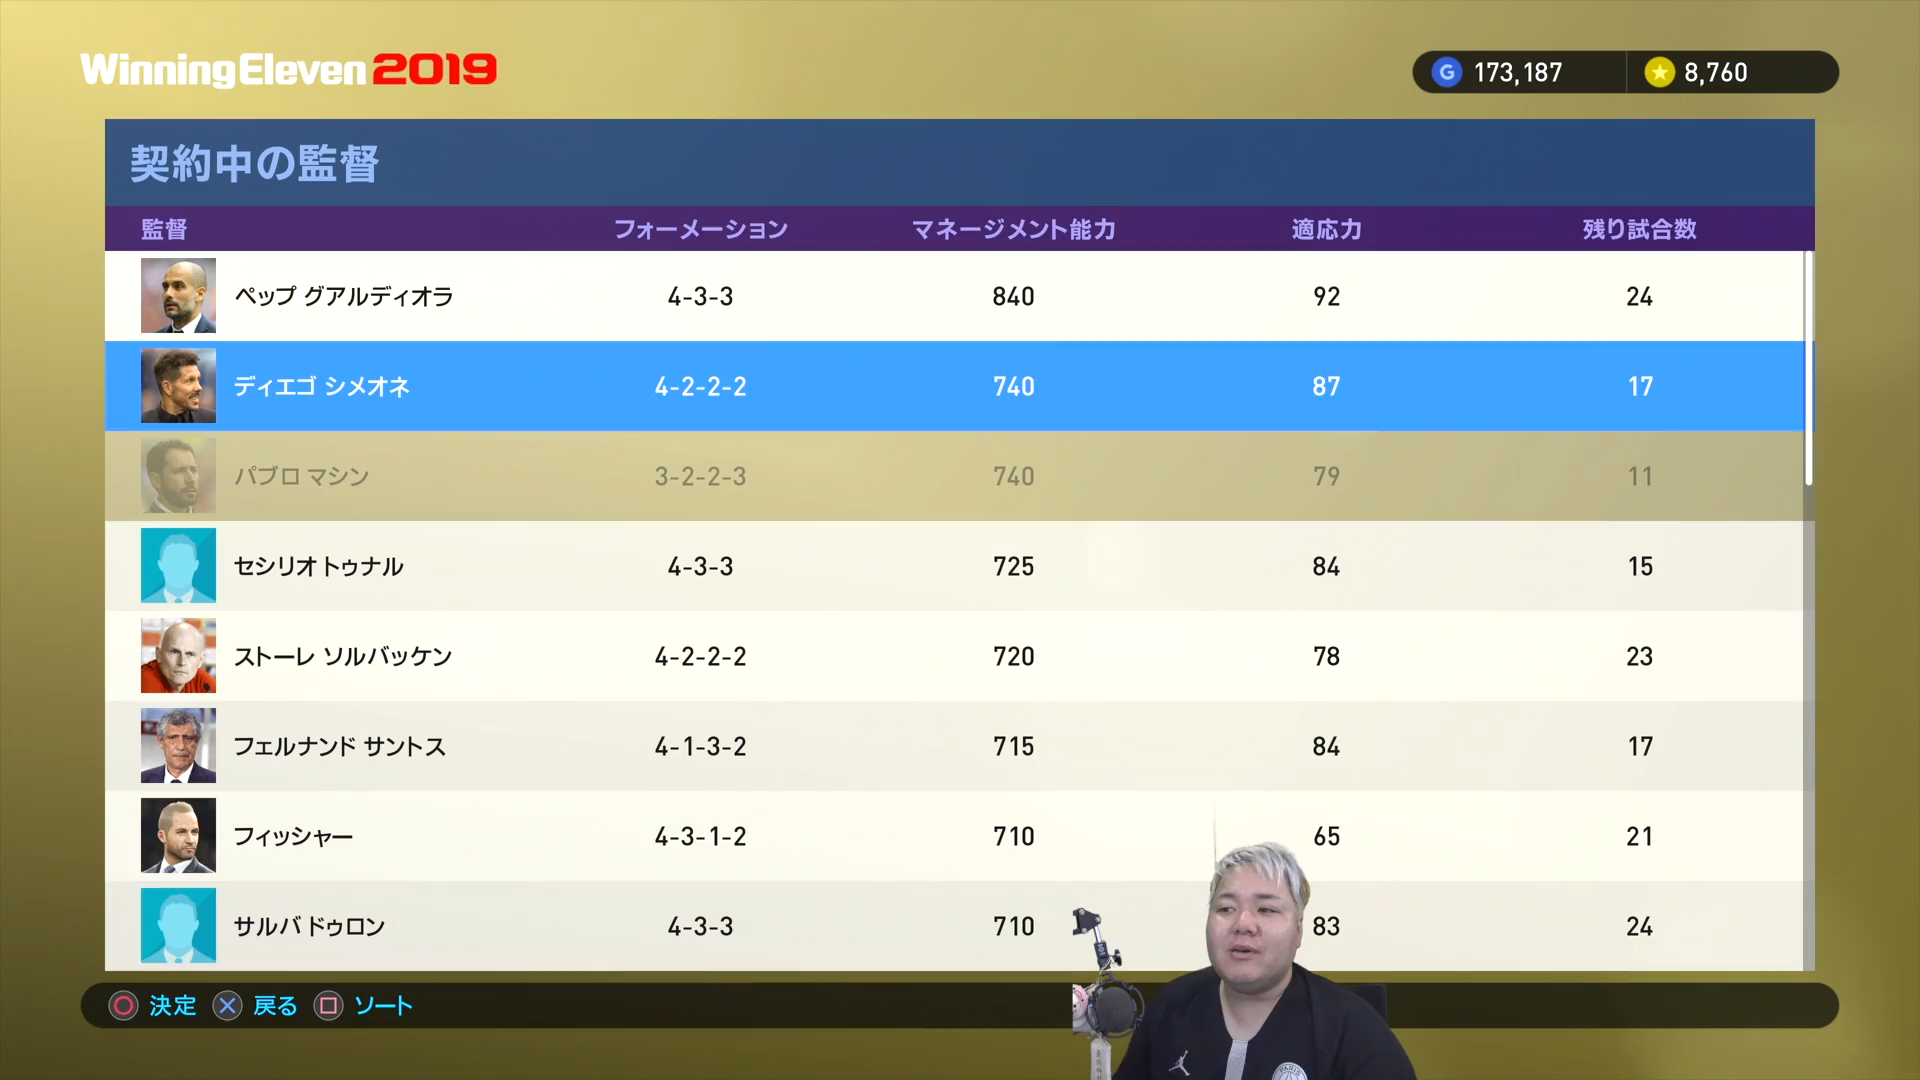 Winning Eleven 2019
G 173,187 8,760
契約中の監督
監督 フォーメーション マネージメント能力 適応力 残り試合数
ペップ グアルディオラ 4-3-3 840 92 24
ディエゴ シメオネ 4-2-2-2 740 87 17
パブロ マシン 3-2-2-3 740 79 11
セシリオ トゥナル 4-3-3 725 84 15
ストーレ ソルバッケン 4-2-2-2 720 78 23
フェルナンド サントス 4-1-3-2 715 84 17
フィッシャー 4-3-1-2 710 65 21
サルバ ドゥロン 4-3-3 710 83 24
決定 戻る ソート
PARIS